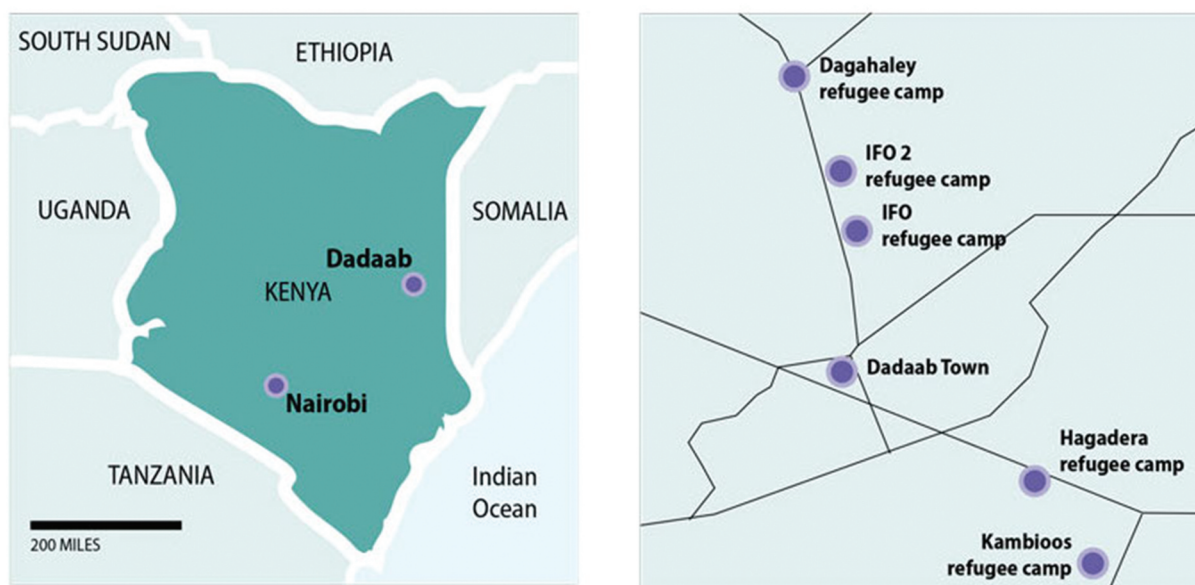 SOUTH SUDAN
ETHIOPIA
UGANDA
SOMALIA
Dadaab
KENYA
Nairobi
TANZANIA
Indian
Ocean
200 MILES
Dagahaley
refugee camp
IFO 2
refugee camp
IFO
refugee camp
Dadaab Town
Hagadera
refugee camp
Kambioos
refugee camp